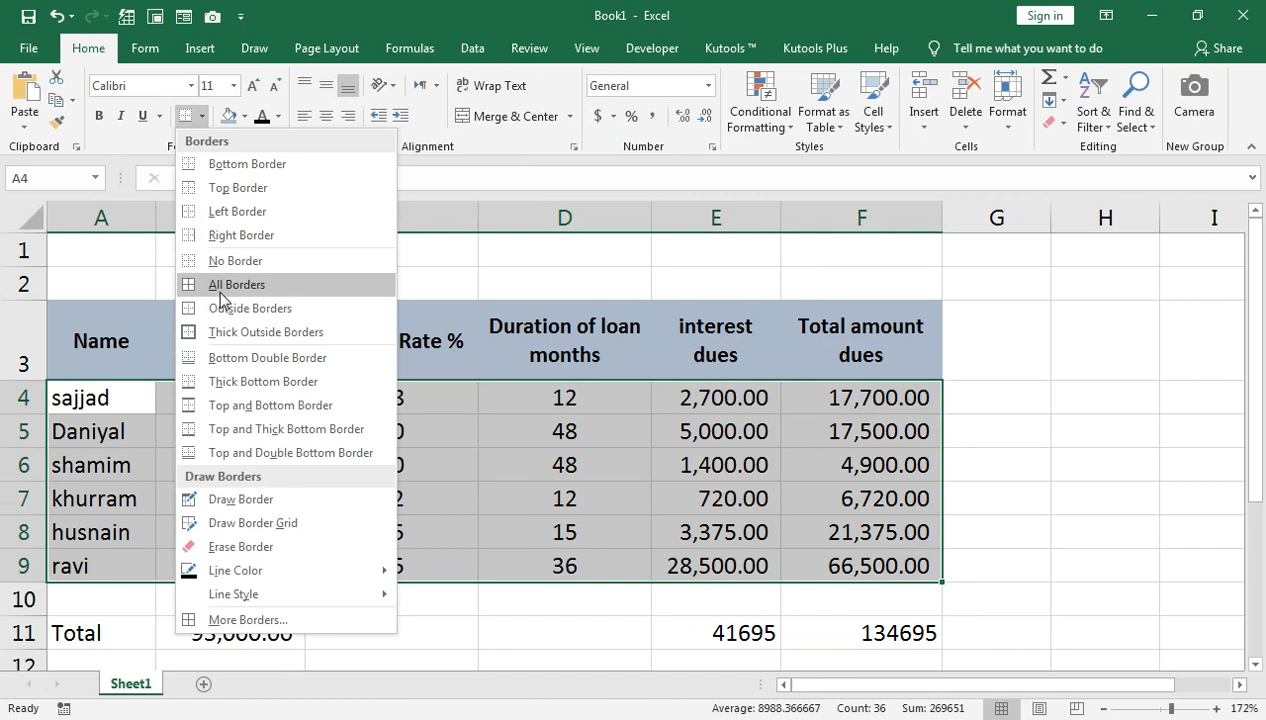 Book1 - Excel
Sign in
File Home Form Insert Draw Page Layout Formulas Data Review View Developer Kutools ™ Kutools Plus Help Tell me what you want to do Share
Paste
Calibri 11
B I U
Wrap Text
Merge & Center
General
$ % ,
Conditional Formatting
Format as Table
Cell Styles
Insert
Delete
Format
Sort & Filter
Find & Select
Camera
Clipboard
Alignment
Number
Styles
Cells
Editing
New Group
A4
Borders
Bottom Border
Top Border
Left Border
Right Border
No Border
All Borders
Outside Borders
Thick Outside Borders
Bottom Double Border
Thick Bottom Border
Top and Bottom Border
Top and Thick Bottom Border
Top and Double Bottom Border
Draw Borders
Draw Border
Draw Border Grid
Erase Border
Line Color
Line Style
More Borders...
A D E F G H I
1
2
3 Name Rate % Duration of loan months interest dues Total amount dues
4 sajjad 12 2,700.00 17,700.00
5 Daniyal 0 48 5,000.00 17,500.00
6 shamim 0 48 1,400.00 4,900.00
7 khurram 2 12 720.00 6,720.00
8 husnain 5 15 3,375.00 21,375.00
9 ravi 5 36 28,500.00 66,500.00
10
11 Total 41695 134695
12
Sheet1
Ready
Average: 8988.366667 Count: 36 Sum: 269651 172%